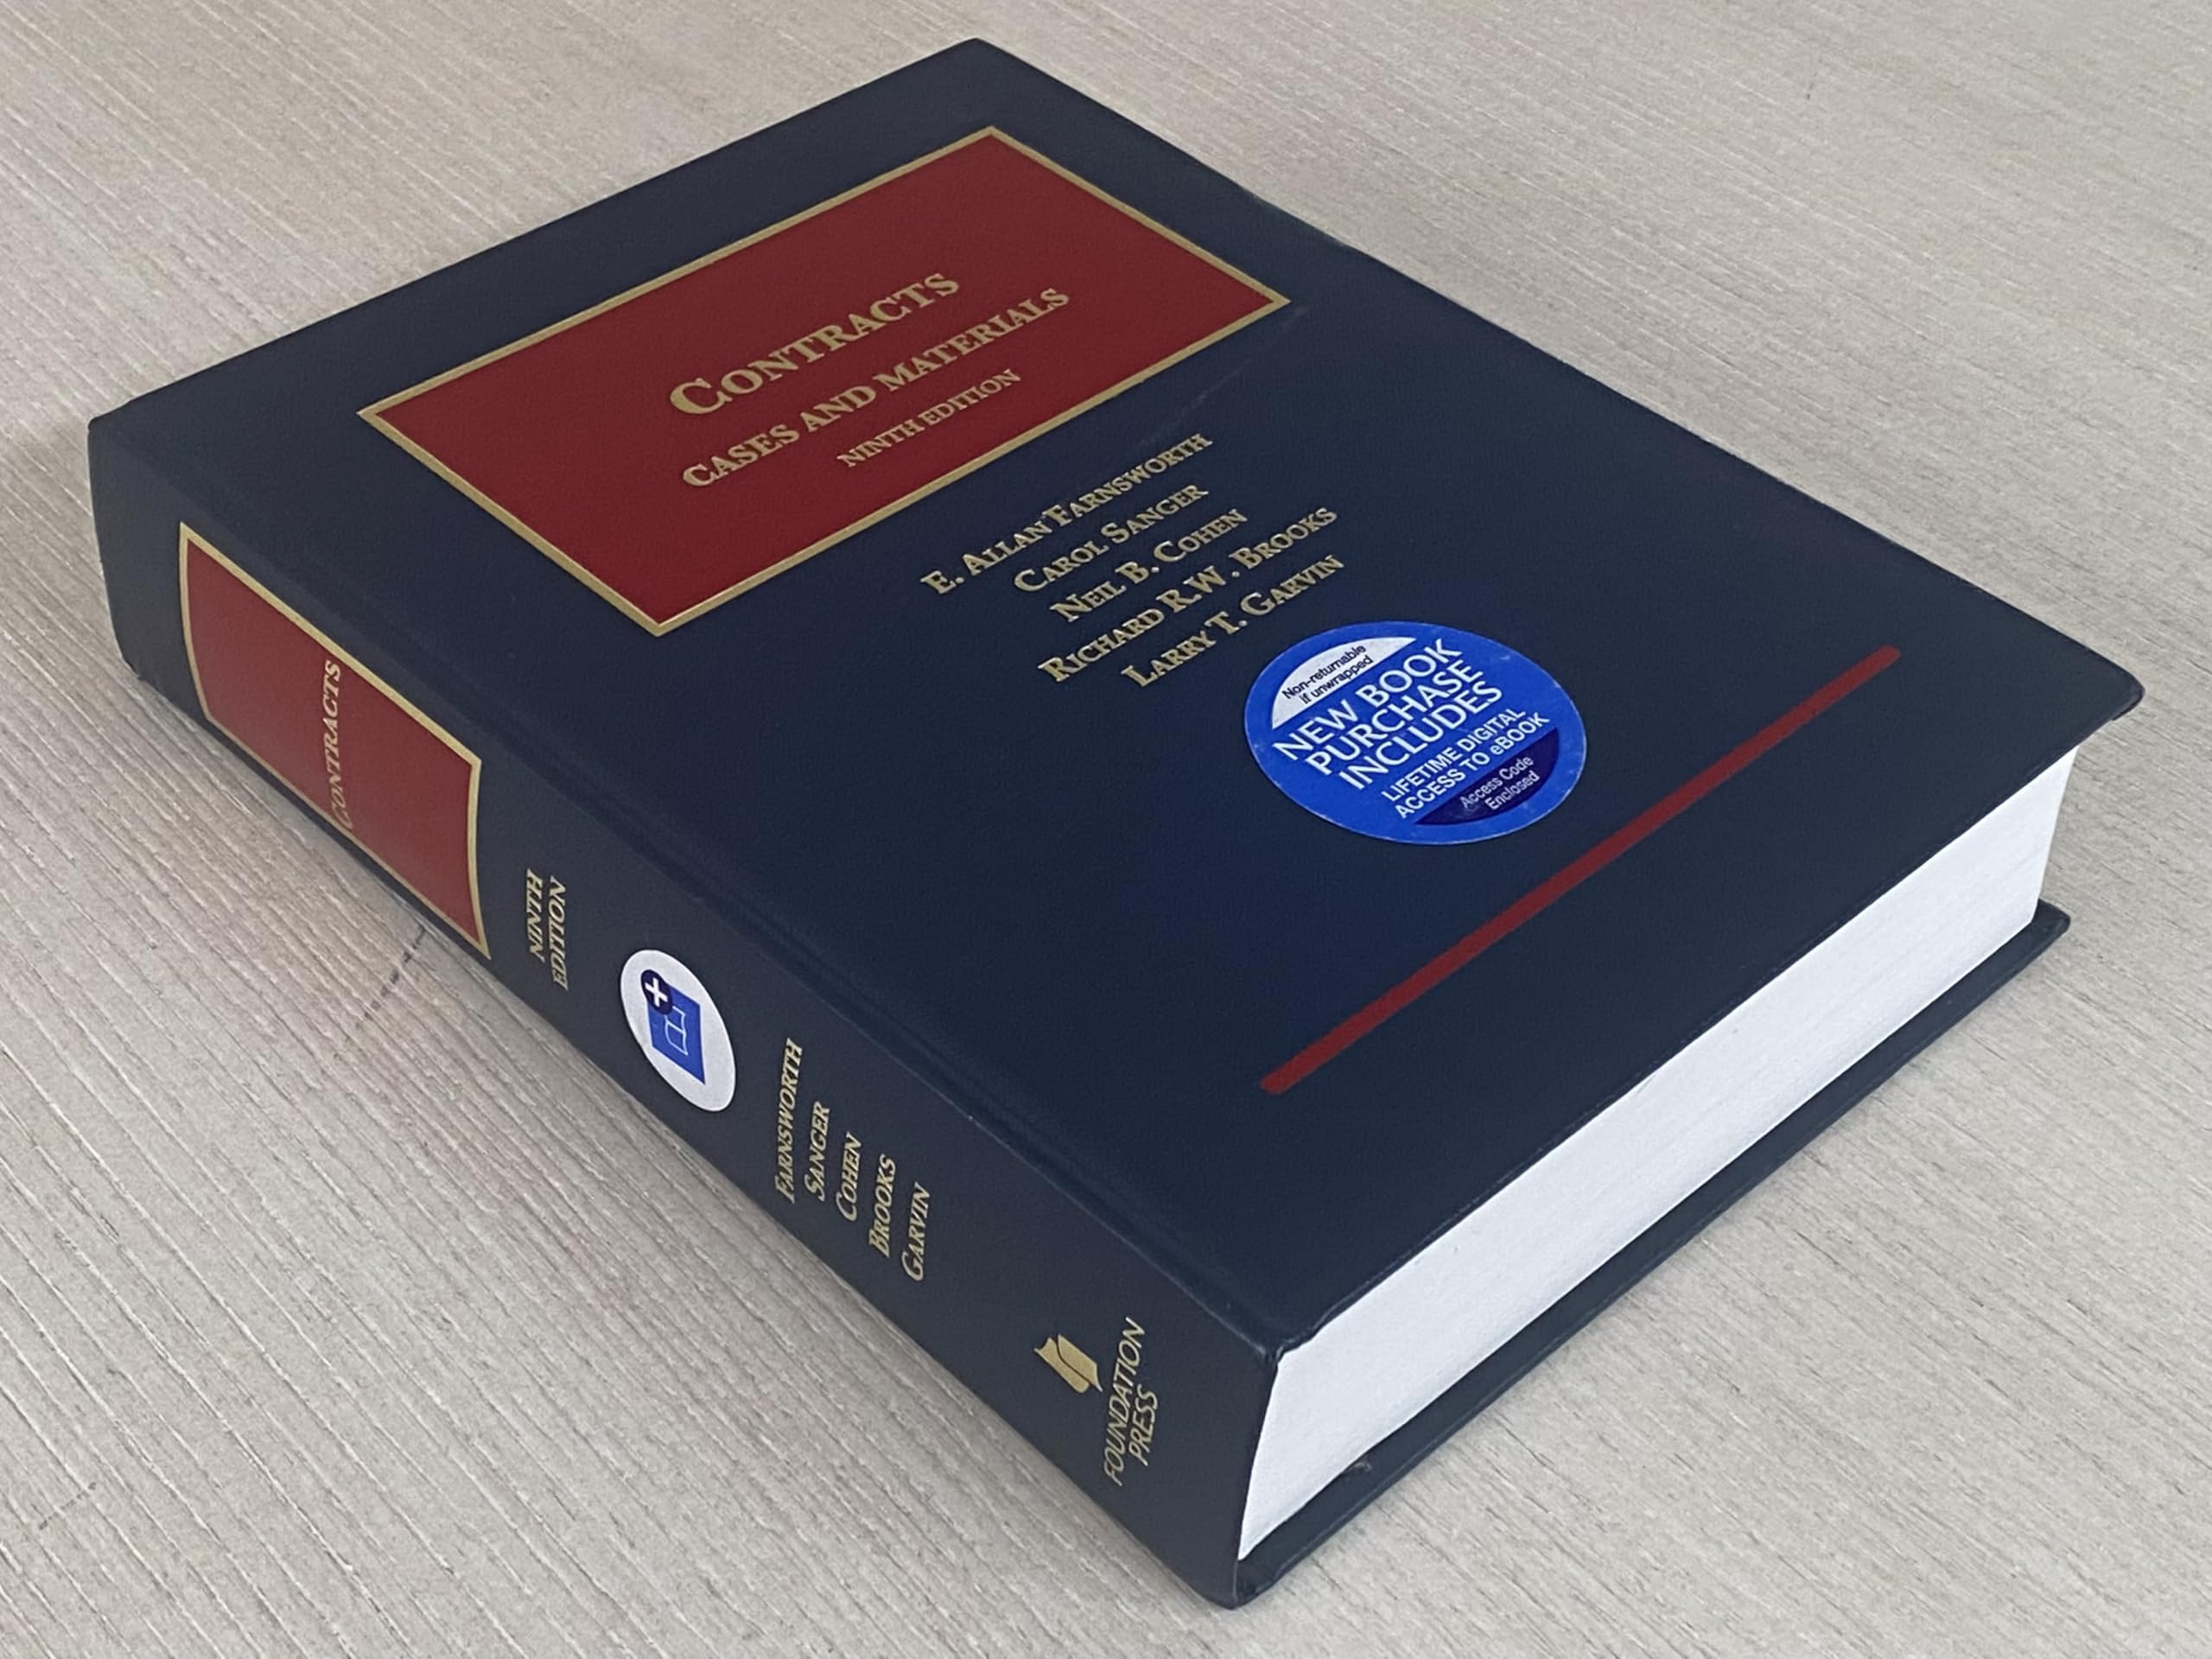 CONTRACTS
CASES AND MATERIALS
NINTH EDITION
E. ALLAN FARNSWORTH
CAROL SANGER
NEIL B. COHEN
RICHARD R.W. BROOKS
LARRY T. GARVIN
Non-returnable
if unwrapped
NEW BOOK
PURCHASE
INCLUDES
LIFETIME DIGITAL
ACCESS TO eBOOK
Access Code
Enclosed
CONTRACTS
NINTH
EDITION
FARNSWORTH
SANGER
COHEN
BROOKS
GARVIN
FOUNDATION
PRESS